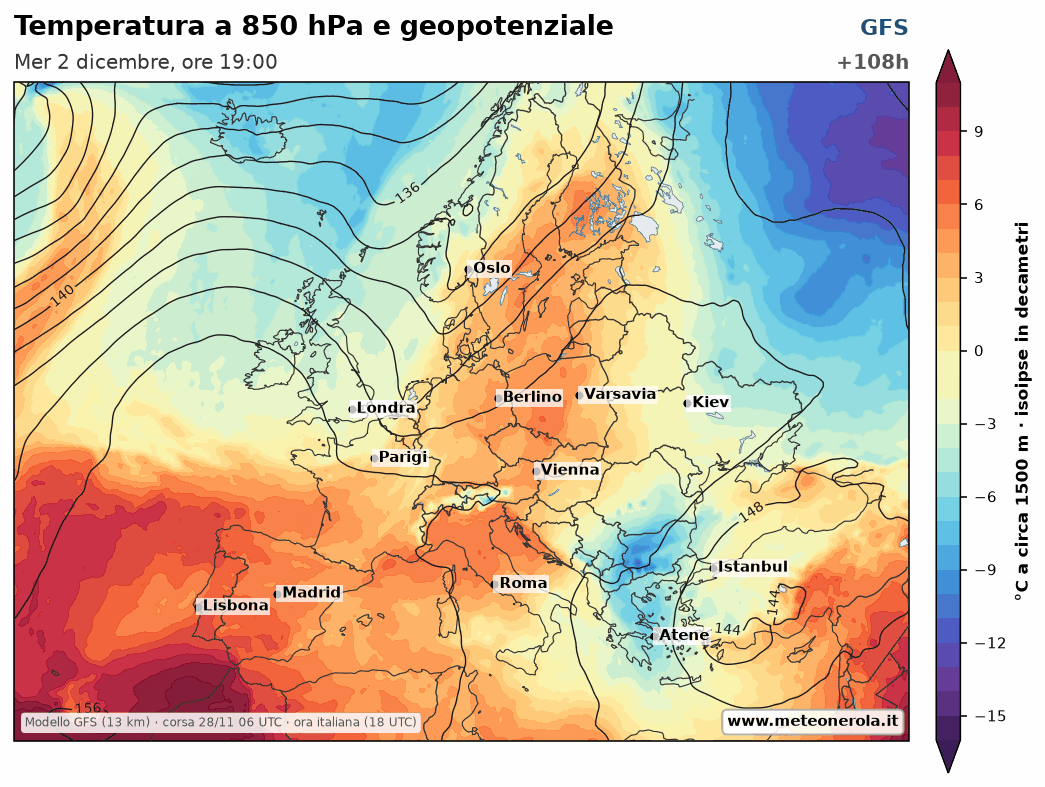 Temperatura a 850 hPa e geopotenziale
GFS
Mer 2 dicembre, ore 19:00
+108h
136
140
Oslo
Berlino
Varsavia
Kiev
Londra
Parigi
Vienna
148
Istanbul
Roma
Madrid
Lisbona
144
144
Atene
156
Modello GFS (13 km) · corsa 28/11 06 UTC · ora italiana (18 UTC)
www.meteonerola.it
9
6
3
0
−3
−6
−9
−12
−15
°C a circa 1500 m · isoipse in decametri